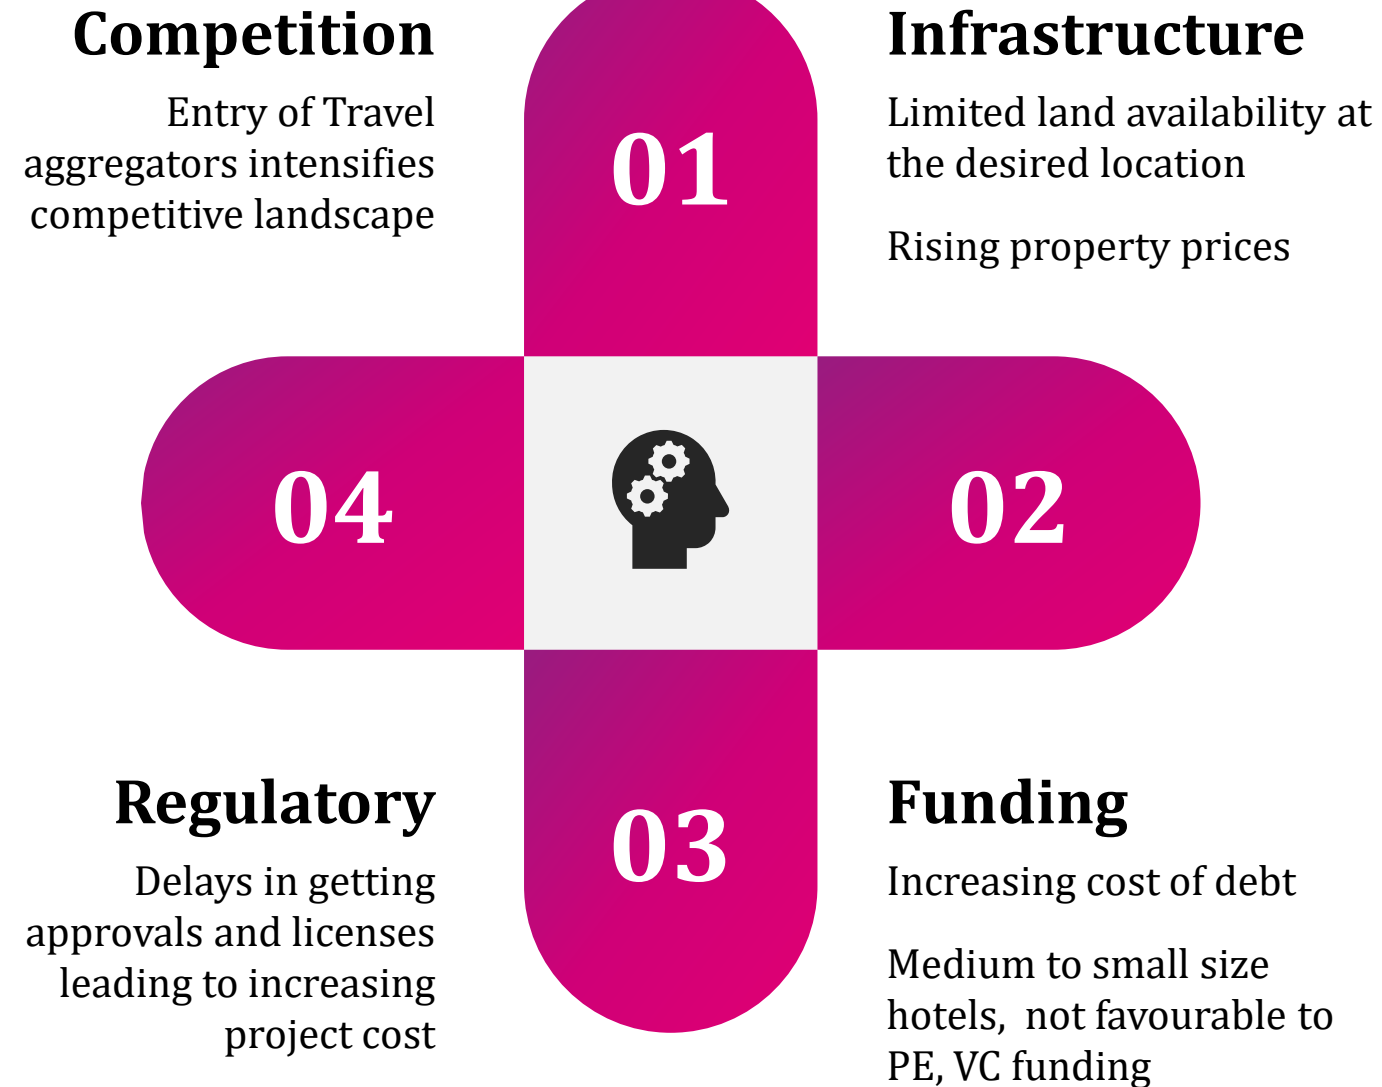 Competition
Entry of Travel
aggregators intensifies
competitive landscape
01
Infrastructure
Limited land availability at
the desired location
Rising property prices
04
02
Regulatory
Delays in getting
approvals and licenses
leading to increasing
project cost
03
Funding
Increasing cost of debt
Medium to small size
hotels,  not favourable to
PE, VC funding